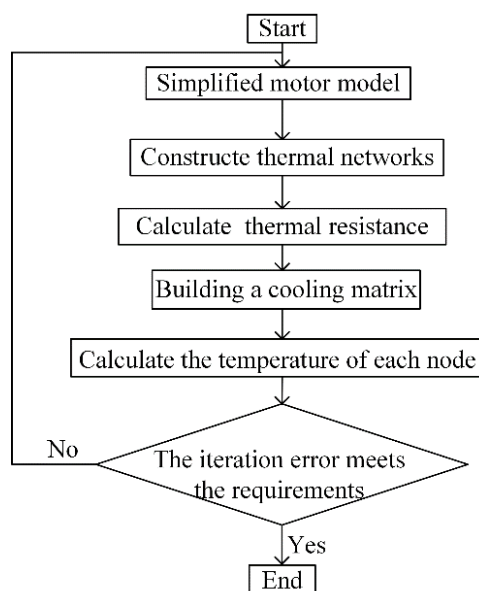 Start
Simplified motor model
Constructe thermal networks
Calculate thermal resistance
Building a cooling matrix
Calculate the temperature of each node
No
The iteration error meets
the requirements
Yes
End